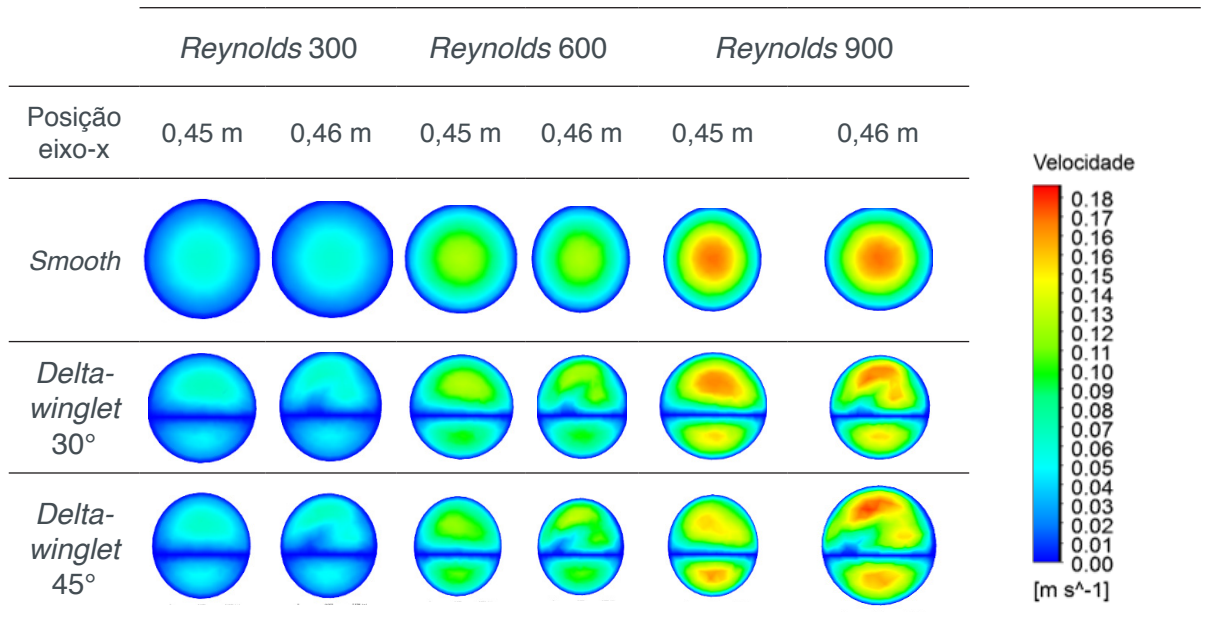 Reynolds 300 Reynolds 600 Reynolds 900
Posição
eixo-x
0,45 m 0,46 m 0,45 m 0,46 m 0,45 m 0,46 m
Smooth
Delta-
winglet
30°
Delta-
winglet
45°
Velocidade
0.18
0.17
0.16
0.16
0.15
0.14
0.13
0.12
0.11
0.10
0.09
0.08
0.07
0.06
0.05
0.04
0.03
0.02
0.01
0.00
[m s^-1]